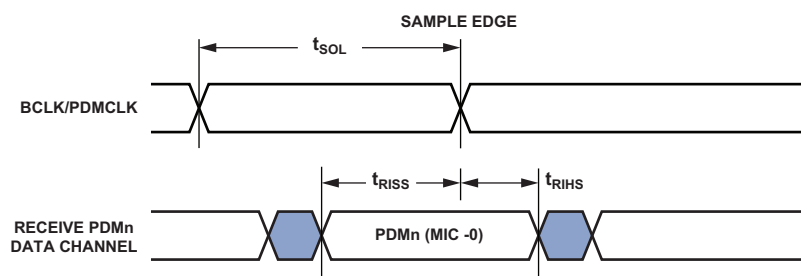 SAMPLE EDGE
tSOL
BCLK/PDMCLK
tRISS
tRIHS
RECEIVE PDMn
DATA CHANNEL
PDMn (MIC -0)